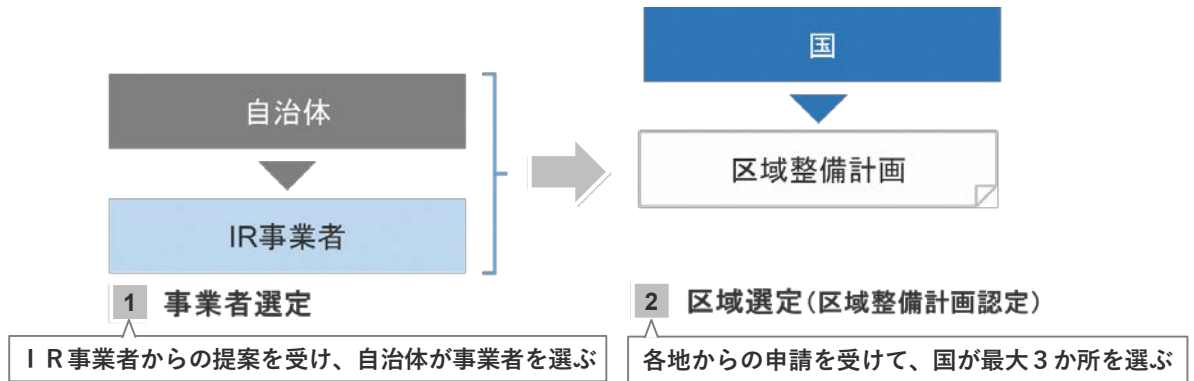 自治体
IR事業者
1 事業者選定
ＩＲ事業者からの提案を受け、自治体が事業者を選ぶ
国
区域整備計画
2 区域選定(区域整備計画認定)
各地からの申請を受けて、国が最大３か所を選ぶ